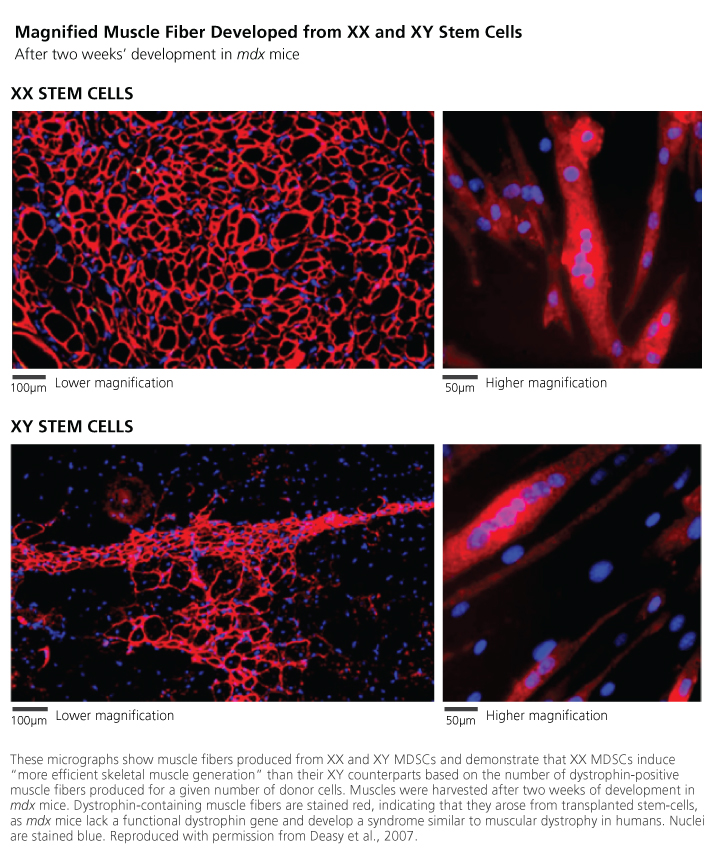 Magnified Muscle Fiber Developed from XX and XY Stem Cells
After two weeks’ development in mdx mice
XX STEM CELLS
100µm Lower magnification
50µm Higher magnification
XY STEM CELLS
100µm Lower magnification
50µm Higher magnification
These micrographs show muscle fibers produced from XX and XY MDSCs and demonstrate that XX MDSCs induce
“more efficient skeletal muscle generation” than their XY counterparts based on the number of dystrophin-positive
muscle fibers produced for a given number of donor cells. Muscles were harvested after two weeks of development in
mdx mice. Dystrophin-containing muscle fibers are stained red, indicating that they arose from transplanted stem-cells,
as mdx mice lack a functional dystrophin gene and develop a syndrome similar to muscular dystrophy in humans. Nuclei
are stained blue. Reproduced with permission from Deasy et al., 2007.